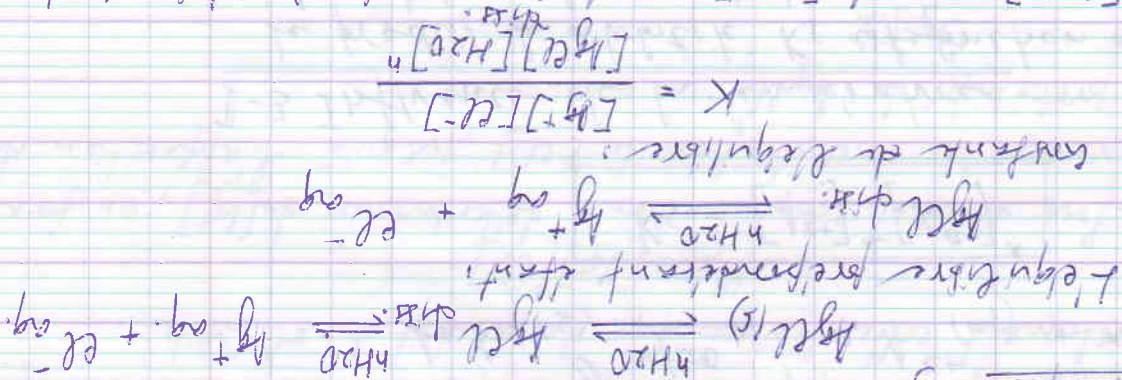 AgCl(s) ⇌ nH2O AgCl diss. ⇌ nH2O Ag+ aq. + Cl- aq.
L'équilibre prépondérant étant :
AgCl diss. ⇌ nH2O Ag+ aq + Cl- aq
Constante de l'équilibre :
K = [Ag+][Cl-] / [AgCl] diss. [H2O]^n